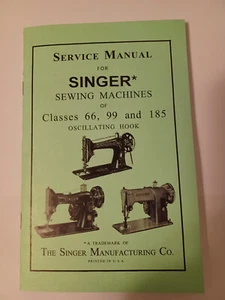 SERVICE MANUAL
FOR
SINGER*
SEWING MACHINES
OF
Classes 66, 99 and 185
OSCILLATING HOOK
*A TRADEMARK OF
THE SINGER MANUFACTURING CO.
PRINTED IN U.S.A.